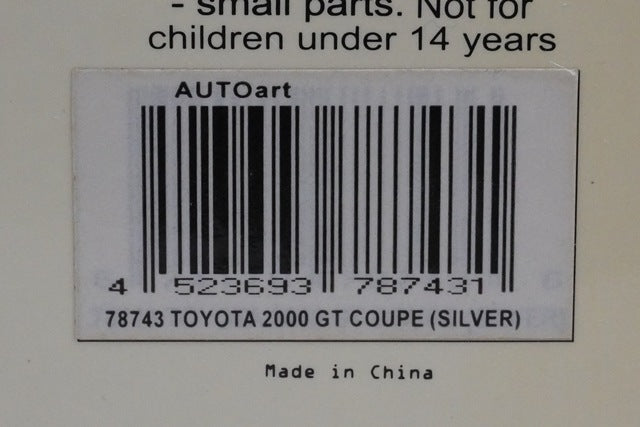 - small parts. Not for
children under 14 years
AUTOart
4 523693 787431
78743 TOYOTA 2000 GT COUPE (SILVER)
Made in China